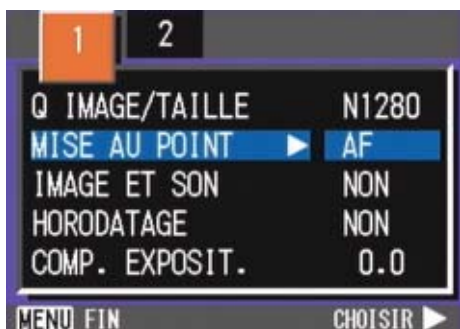 1 2
Q IMAGE/TAILLE N1280
MISE AU POINT ▶ AF
IMAGE ET SON NON
HORODATAGE NON
COMP. EXPOSIT. 0.0
MENU FIN CHOISIR ▶